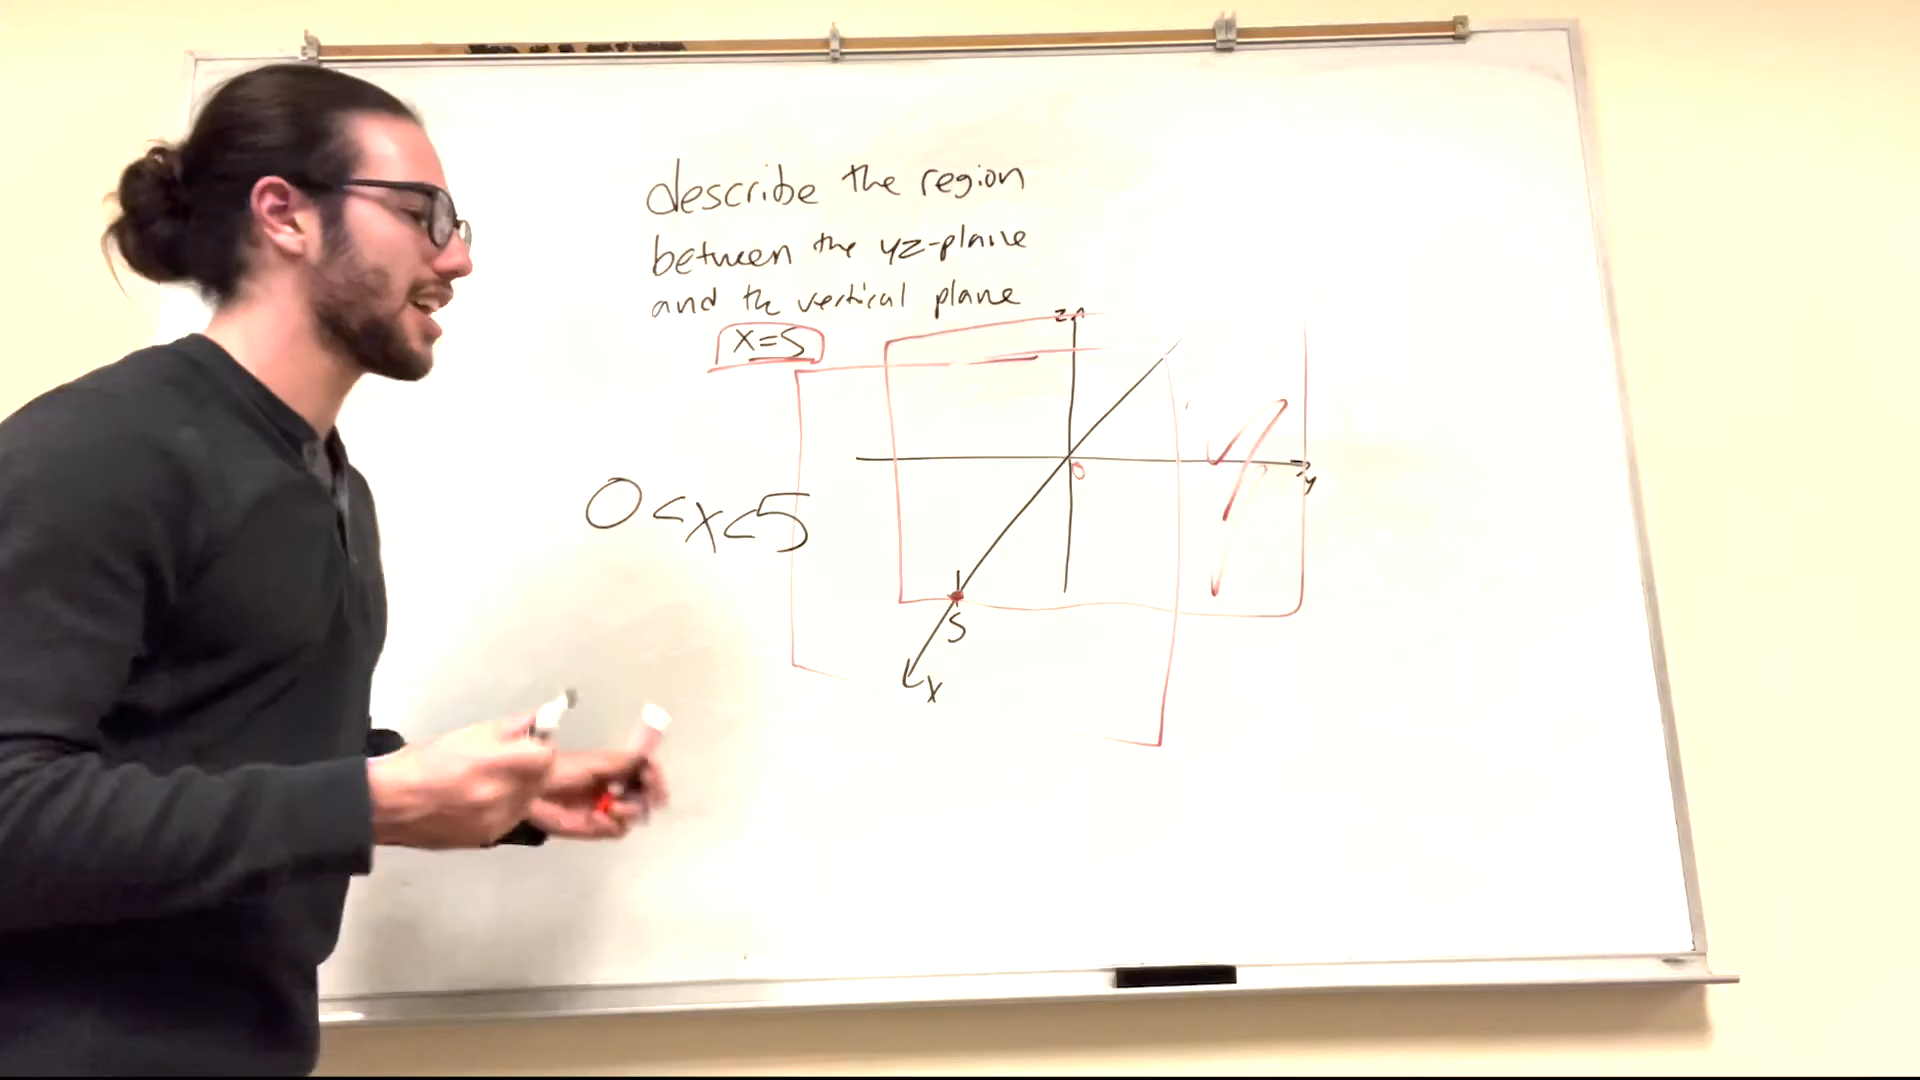 describe the region
between the yz-plane
and the vertical plane
x=5
z
0
y
0<x<5
5
x